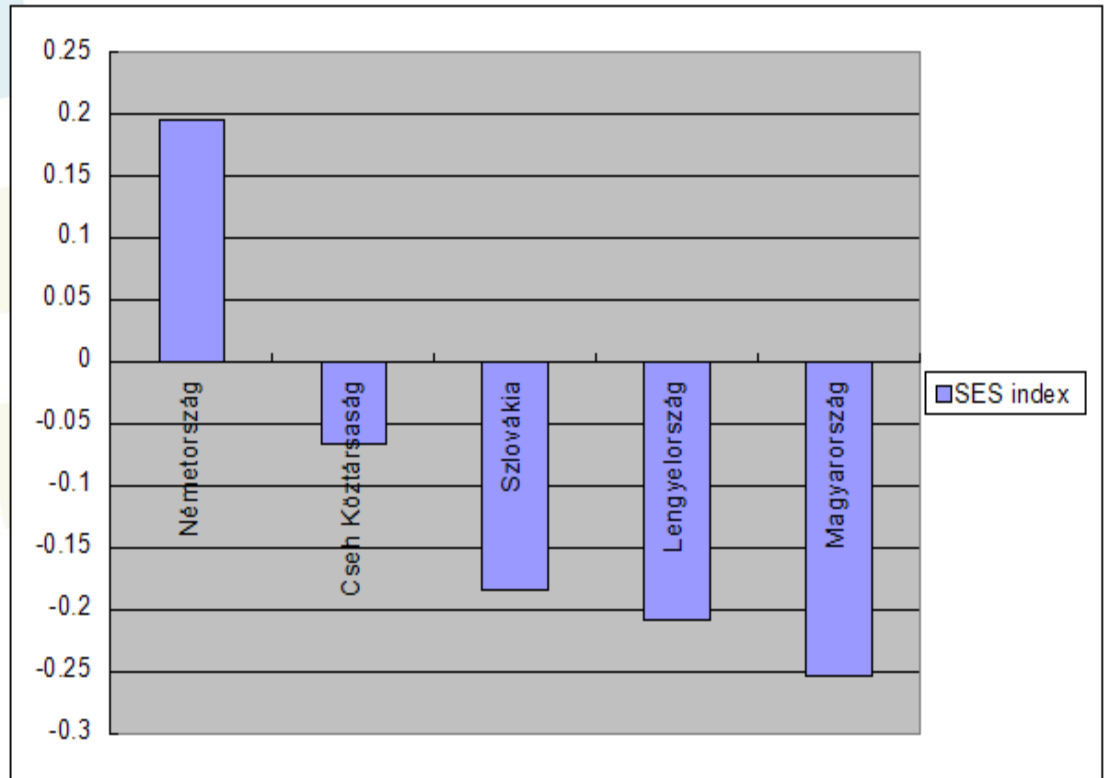 0.25
0.2
0.15
0.1
0.05
0
-0.05
-0.1
-0.15
-0.2
-0.25
-0.3
Németország
Cseh Köztársaság
Szlovákia
Lengyelország
Magyarország
SES index